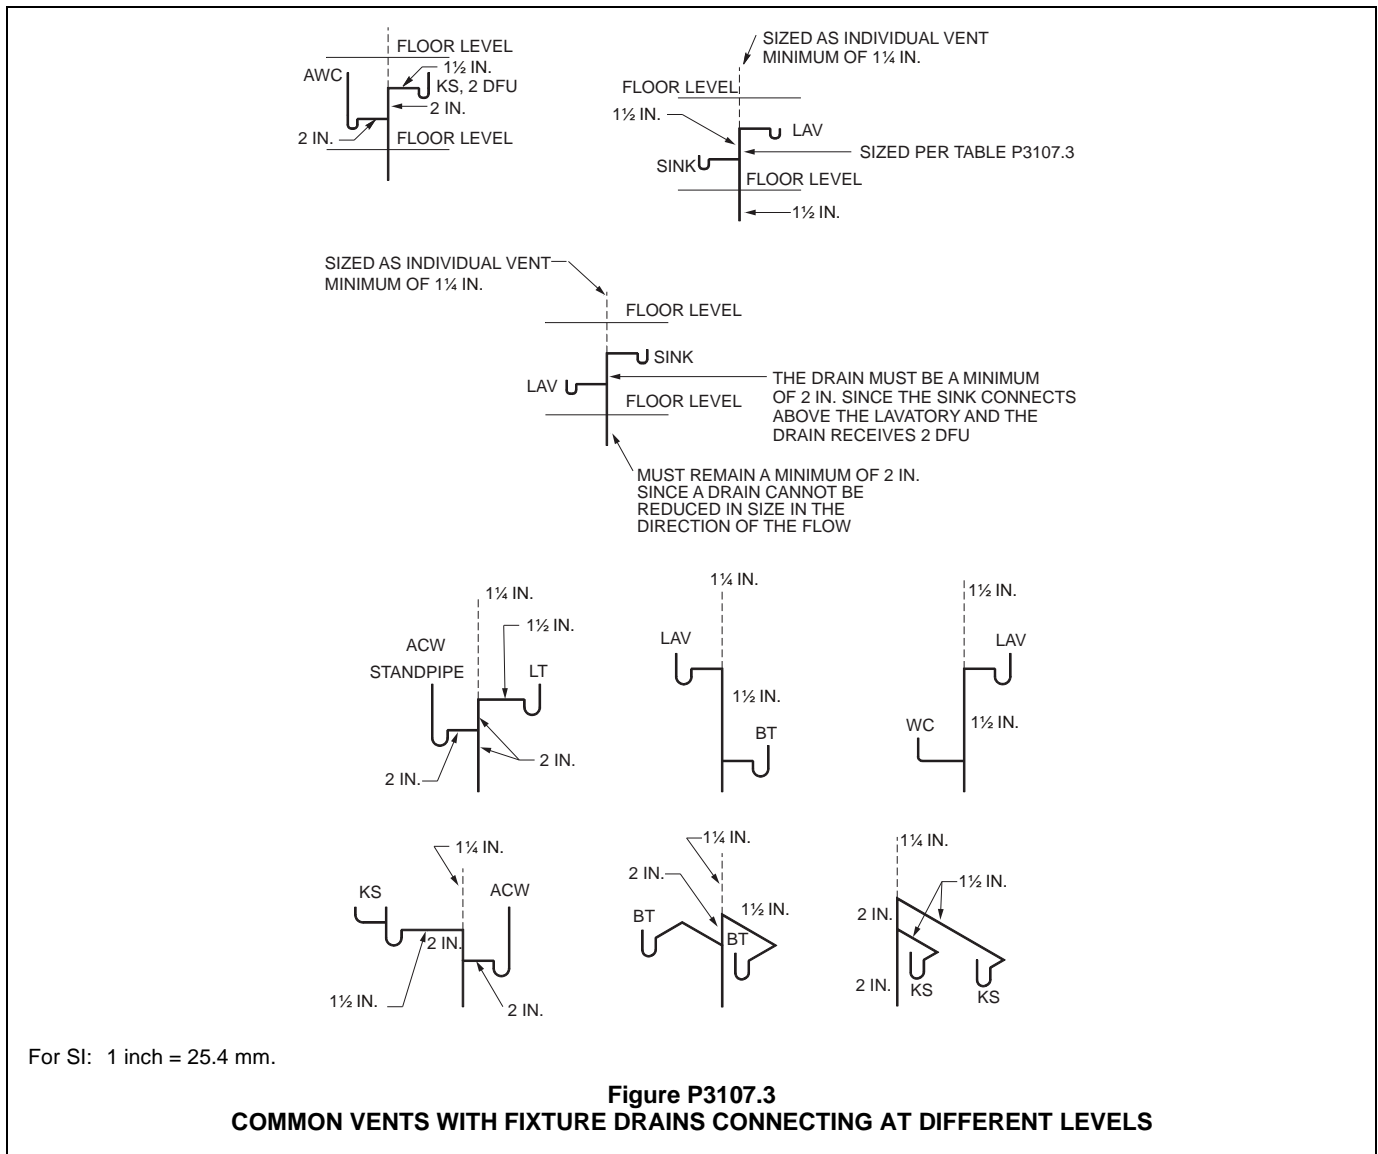 FLOOR LEVEL
AWC
1½ IN.
KS, 2 DFU
2 IN.
2 IN.
FLOOR LEVEL
SIZED AS INDIVIDUAL VENT
MINIMUM OF 1¼ IN.
FLOOR LEVEL
1½ IN.
LAV
SIZED PER TABLE P3107.3
SINK
FLOOR LEVEL
1½ IN.
SIZED AS INDIVIDUAL VENT
MINIMUM OF 1¼ IN.
FLOOR LEVEL
SINK
LAV
FLOOR LEVEL
THE DRAIN MUST BE A MINIMUM
OF 2 IN. SINCE THE SINK CONNECTS
ABOVE THE LAVATORY AND THE
DRAIN RECEIVES 2 DFU
MUST REMAIN A MINIMUM OF 2 IN.
SINCE A DRAIN CANNOT BE
REDUCED IN SIZE IN THE
DIRECTION OF THE FLOW
1¼ IN.
1½ IN.
ACW
STANDPIPE
LT
2 IN.
2 IN.
1¼ IN.
LAV
1½ IN.
BT
1½ IN.
LAV
1½ IN.
WC
1¼ IN.
KS
ACW
2 IN.
1½ IN.
2 IN.
1¼ IN.
2 IN.
1½ IN.
BT
BT
1¼ IN.
1½ IN.
2 IN.
2 IN.
KS
KS
For SI: 1 inch = 25.4 mm.
Figure P3107.3
COMMON VENTS WITH FIXTURE DRAINS CONNECTING AT DIFFERENT LEVELS